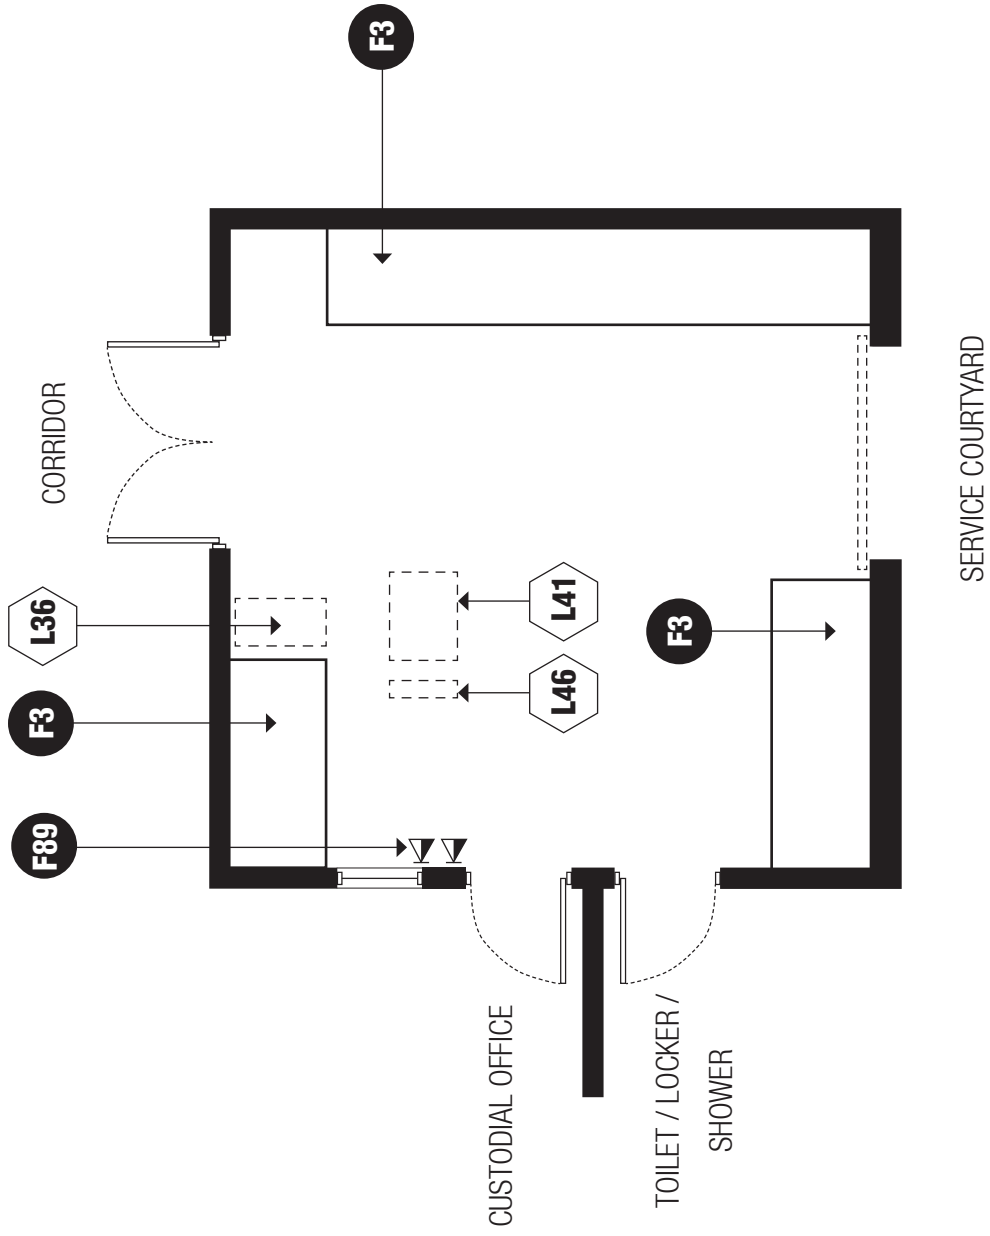 F89
F3
L36
CORRIDOR
F3
CUSTODIAL OFFICE
L46
L41
TOILET / LOCKER /
SHOWER
F3
SERVICE COURTYARD